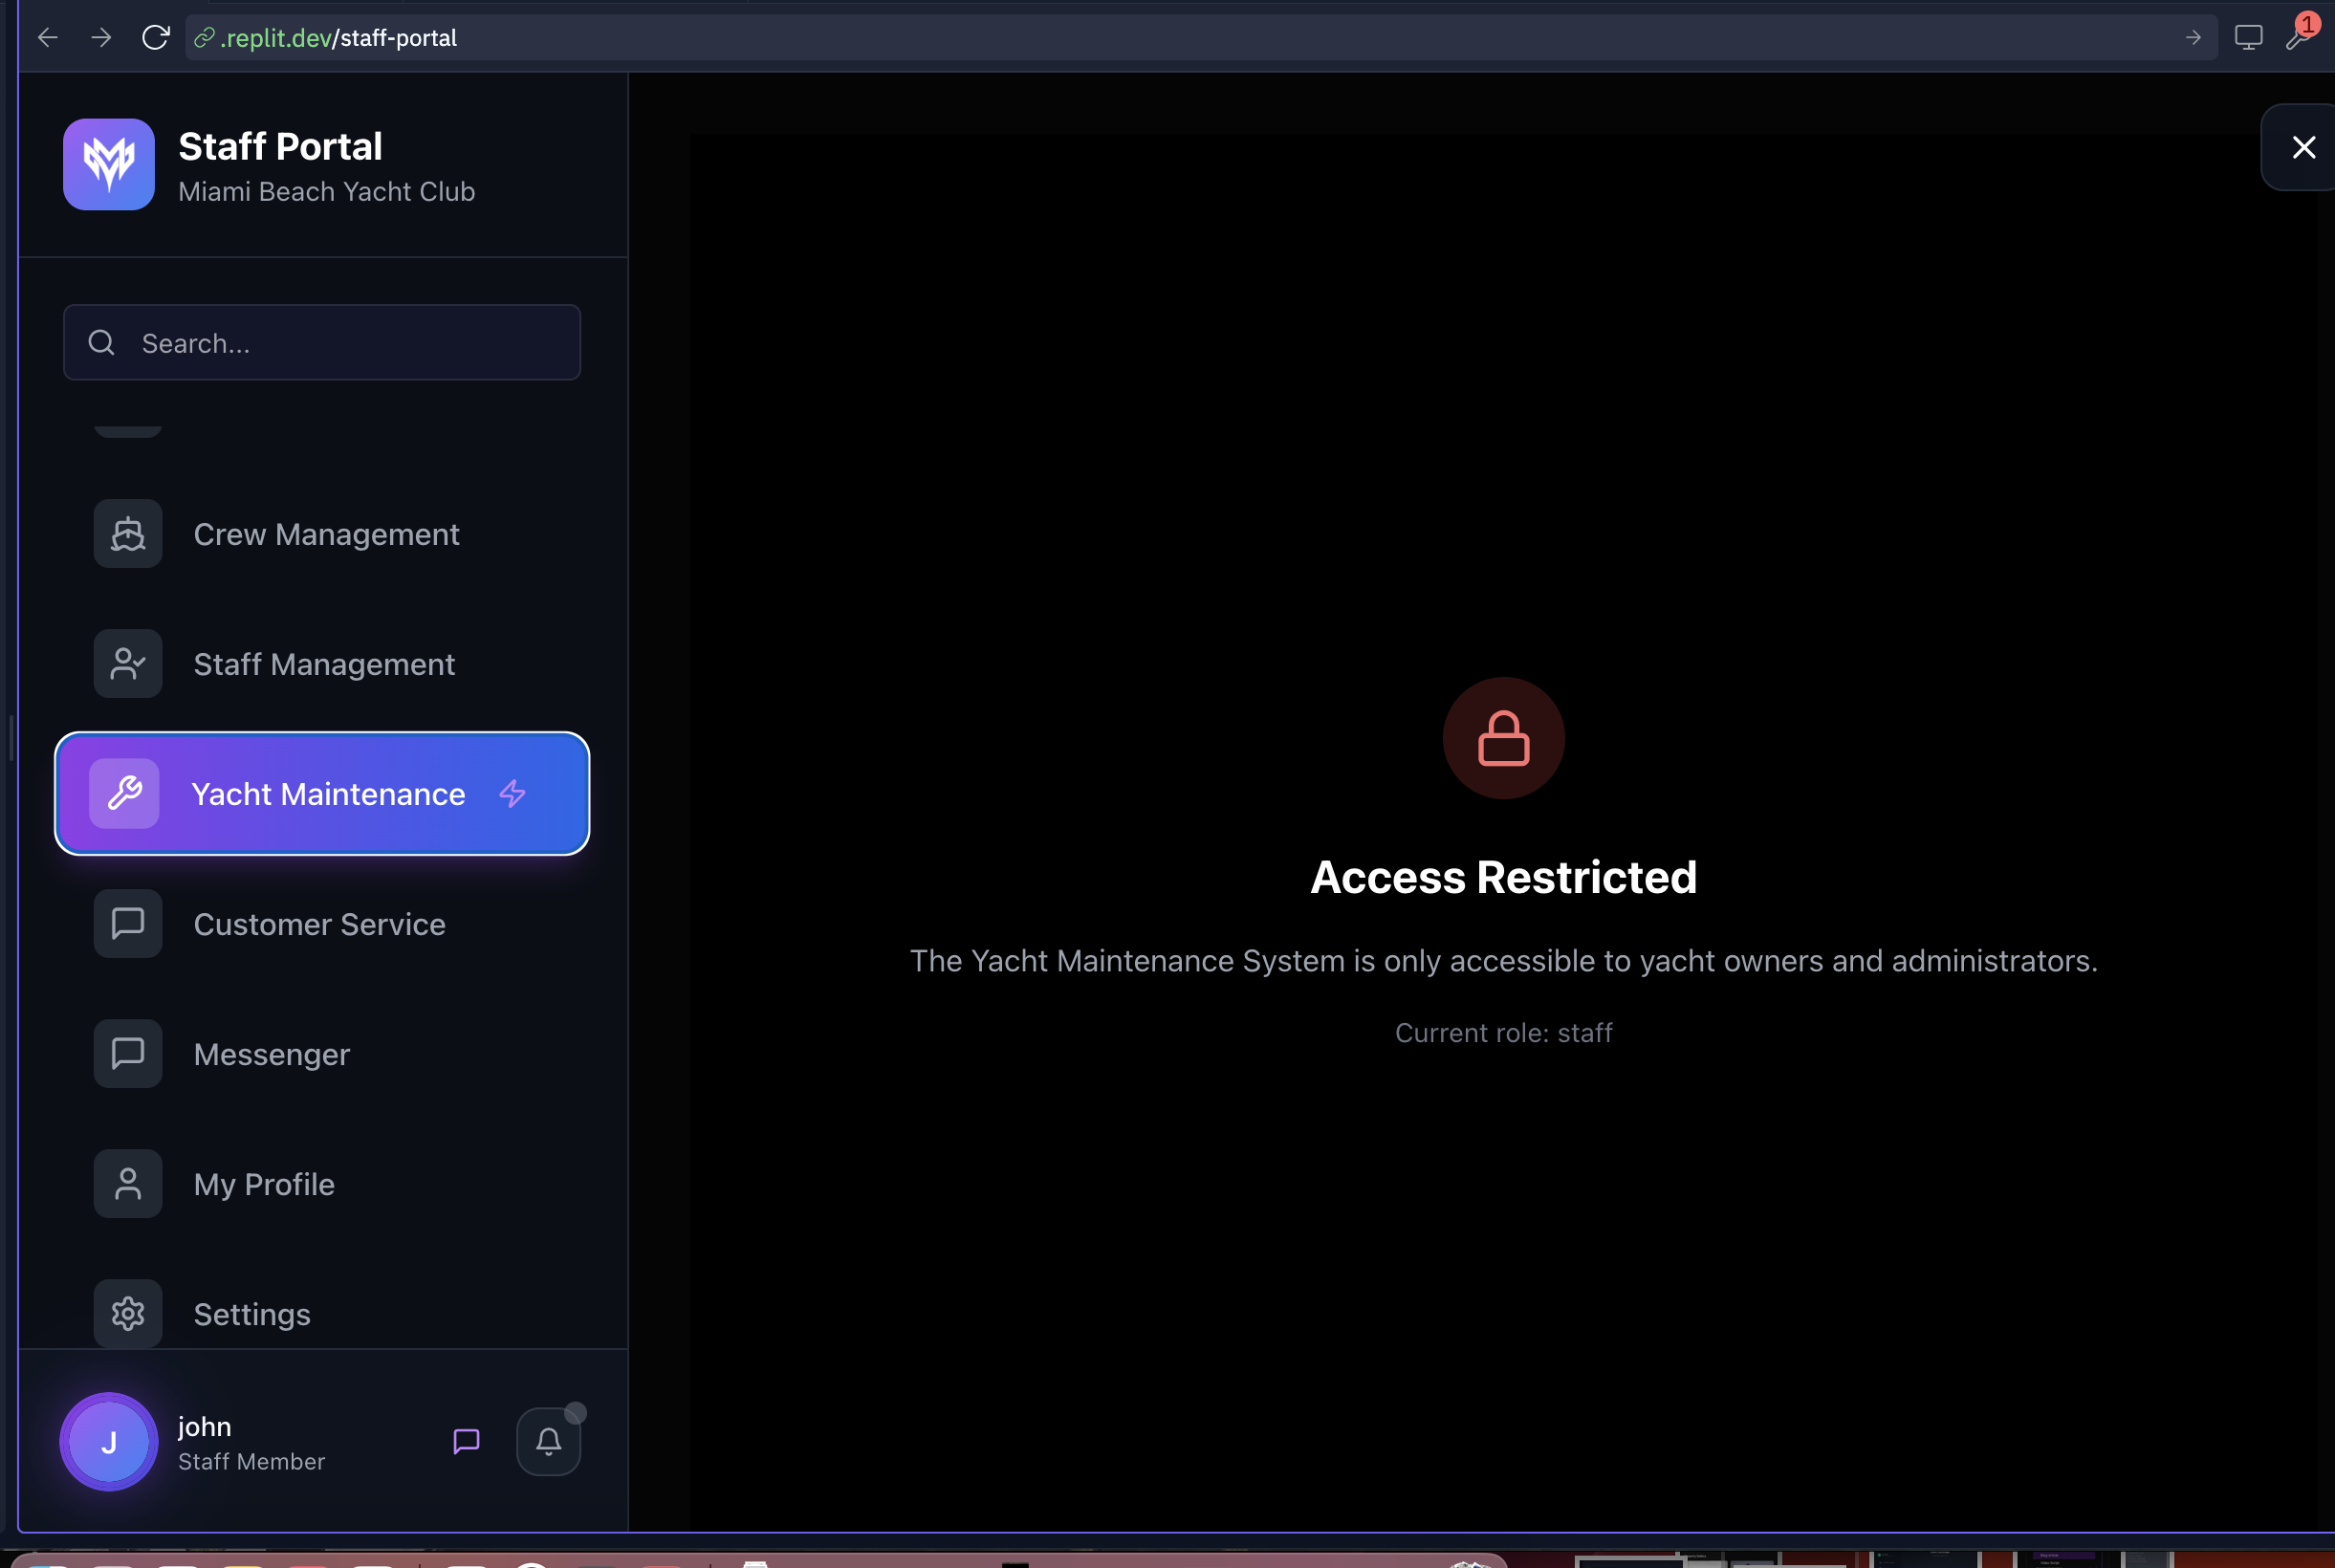 .replit.dev/staff-portal
1
Staff Portal
Miami Beach Yacht Club
Search...
Crew Management
Staff Management
Yacht Maintenance
Customer Service
Messenger
My Profile
Settings
J
john
Staff Member
Access Restricted
The Yacht Maintenance System is only accessible to yacht owners and administrators.
Current role: staff